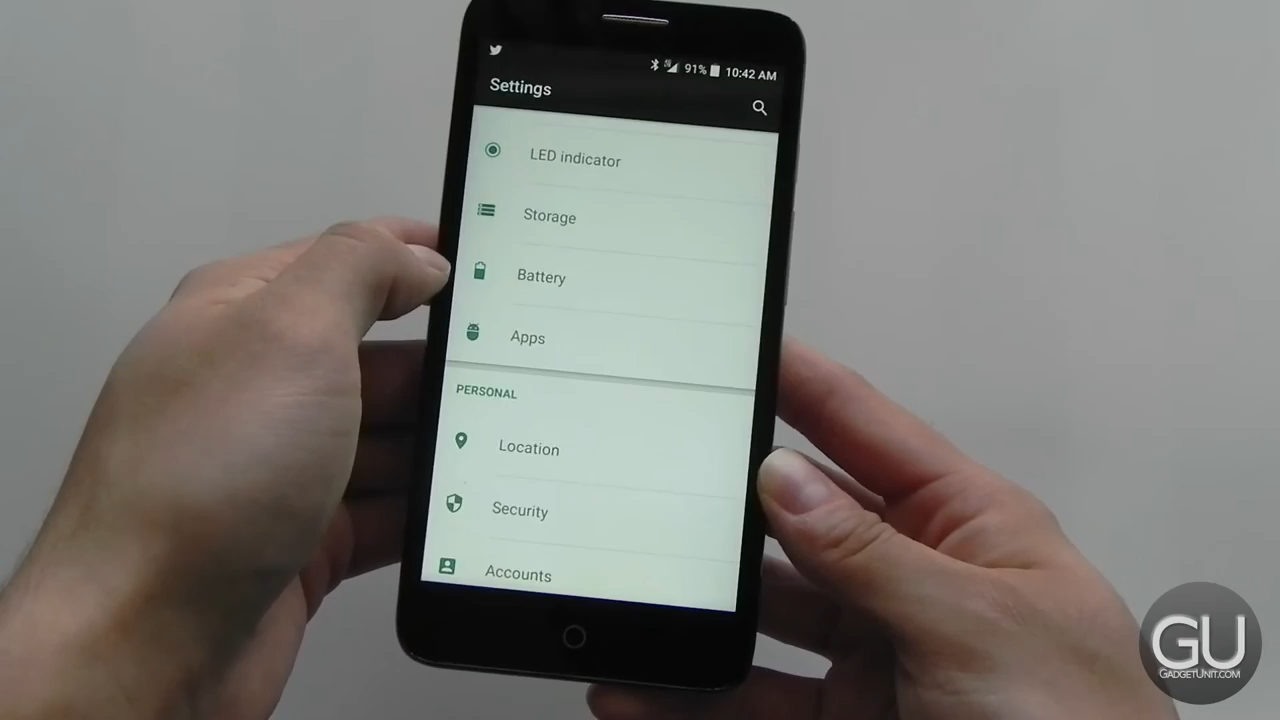 91% 10:42 AM
Settings
LED indicator
Storage
Battery
Apps
PERSONAL
Location
Security
Accounts
GU
GADGETUNIT.COM